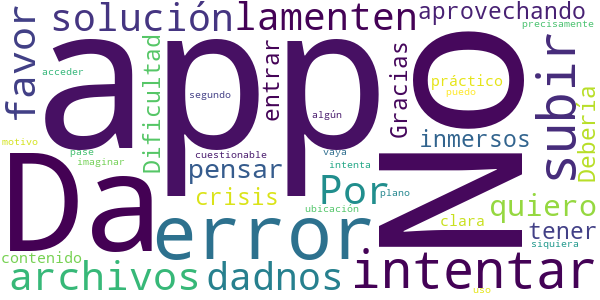 solución
lamenten
aprovechando
precisamente
favor
app
No
Dificultad
entrar
Gracias
subir
acceder
segundo
algún
práctico
puedo
Debería
motivo
Da
pase
imaginar
cuestionable
vaya
intenta
inmersos
pensar
crisis
Por
plano
quiero
ubicación
clara
error
tener
siquiera
contenido
archivos
dadnos
intentar